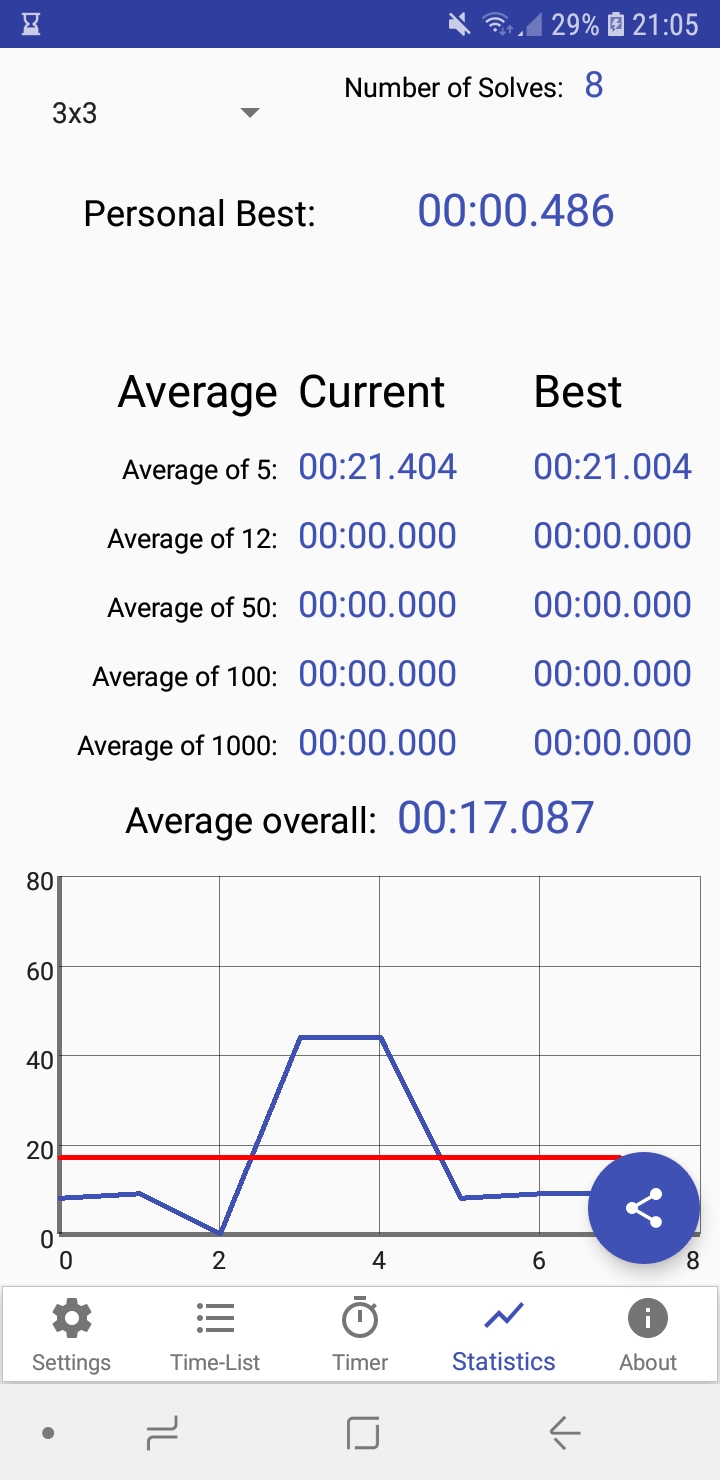 29% 21:05
Number of Solves: 8
3x3
Personal Best: 00:00.486
Average Current Best
Average of 5: 00:21.404 00:21.004
Average of 12: 00:00.000 00:00.000
Average of 50: 00:00.000 00:00.000
Average of 100: 00:00.000 00:00.000
Average of 1000: 00:00.000 00:00.000
Average overall: 00:17.087
80
60
40
20
0
0 2 4 6 8
Settings Time-List Timer Statistics About